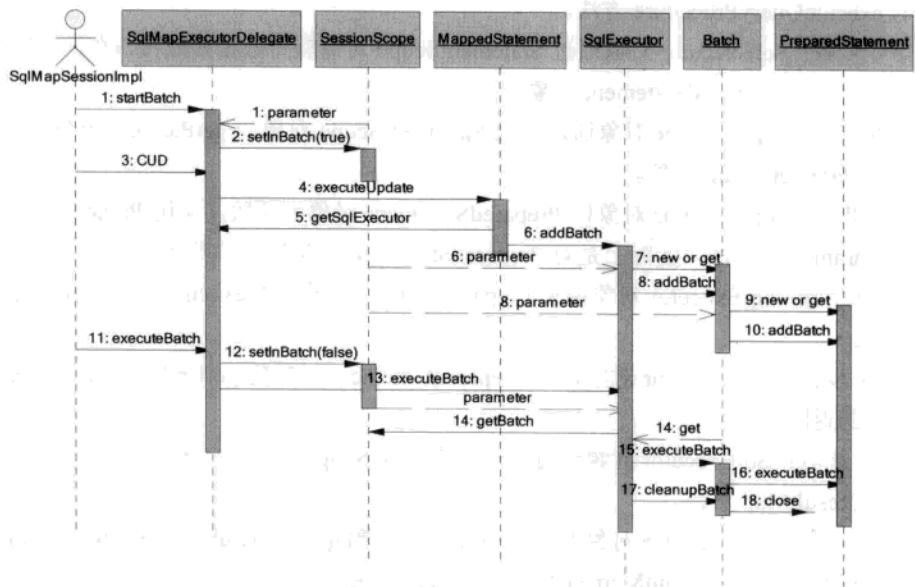 SqlMapExecutorDelegate
SessionScope
MappedStatement
SqlExecutor
Batch
PreparedStatement
SqlMapSessionImpl
1: startBatch
1: parameter
2: setInBatch(true)
3: CUD
4: executeUpdate
5: getSqlExecutor
6: addBatch
6: parameter
7: new or get
8: addBatch
8: parameter
9: new or get
10: addBatch
11: executeBatch
12: setInBatch(false)
13: executeBatch
parameter
14: getBatch
14: get
15: executeBatch
16: executeBatch
17: cleanupBatch
18: close